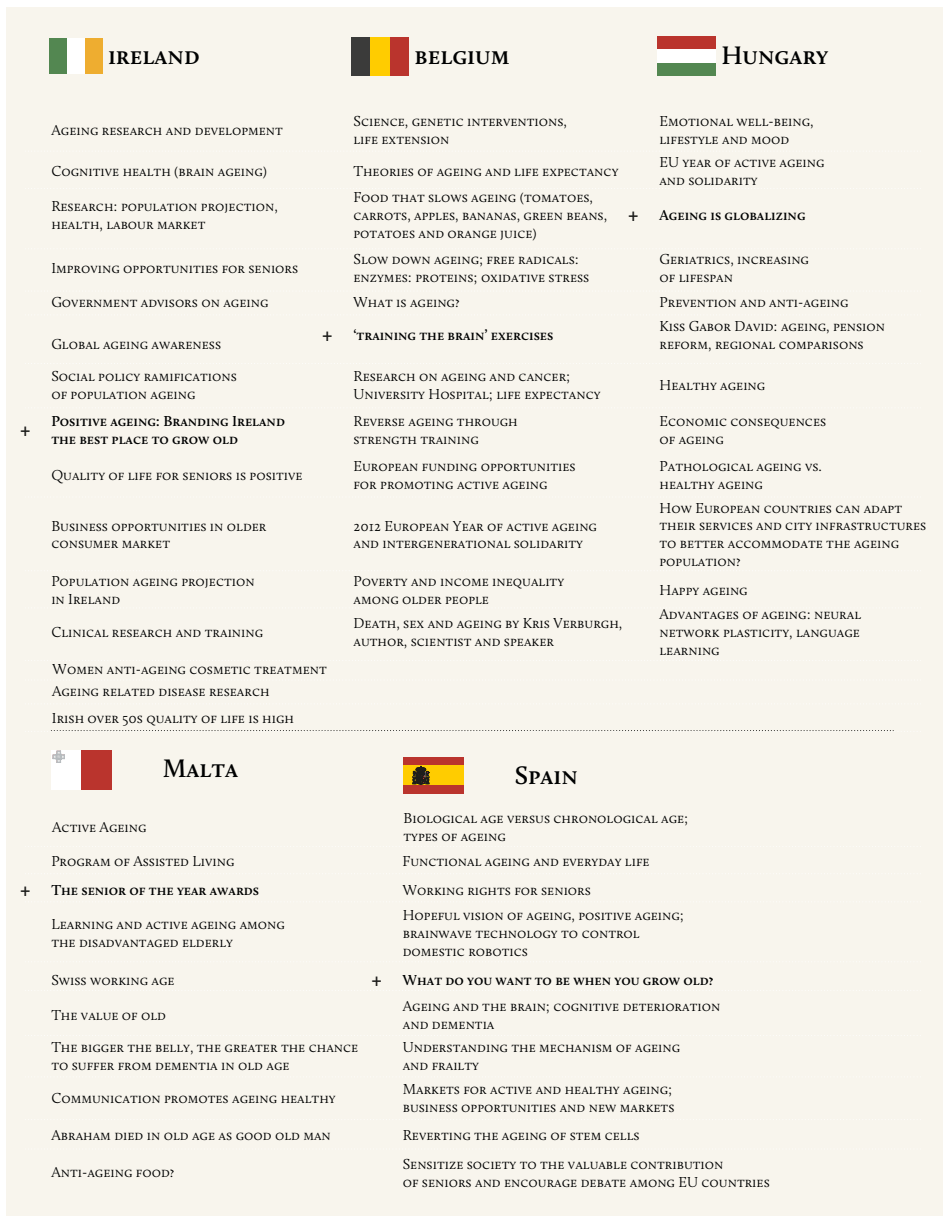 IRELAND
Ageing research and development
Cognitive health (brain ageing)
Research: population projection,
health, labour market
Improving opportunities for seniors
Government advisors on ageing
Global ageing awareness
Social policy ramifications
of population ageing
+ Positive ageing: Branding Ireland
the best place to grow old
Quality of life for seniors is positive
Business opportunities in older
consumer market
Population ageing projection
in Ireland
Clinical research and training
Women anti-ageing cosmetic treatment
Ageing related disease research
Irish over 50s quality of life is high
BELGIUM
Science, genetic interventions,
life extension
Theories of ageing and life expectancy
Food that slows ageing (tomatoes,
carrots, apples, bananas, green beans,
potatoes and orange juice)
Slow down ageing; free radicals:
enzymes: proteins; oxidative stress
What is ageing?
+ ‘training the brain’ exercises
Research on ageing and cancer;
University Hospital; life expectancy
Reverse ageing through
strength training
European funding opportunities
for promoting active ageing
2012 European Year of active ageing
and intergenerational solidarity
Poverty and income inequality
among older people
Death, sex and ageing by Kris Verburgh,
author, scientist and speaker
Hungary
Emotional well-being,
lifestyle and mood
EU year of active ageing
and solidarity
+ Ageing is globalizing
Geriatrics, increasing
of lifespan
Prevention and anti-ageing
Kiss Gabor David: ageing, pension
reform, regional comparisons
Healthy ageing
Economic consequences
of ageing
Pathological ageing vs.
healthy ageing
How European countries can adapt
their services and city infrastructures
to better accommodate the ageing
population?
Happy ageing
Advantages of ageing: neural
network plasticity, language
learning
Malta
Active Ageing
Program of Assisted Living
+ The senior of the year awards
Learning and active ageing among
the disadvantaged elderly
Swiss working age
The value of old
The bigger the belly, the greater the chance
to suffer from dementia in old age
Communication promotes ageing healthy
Abraham died in old age as good old man
Anti-ageing food?
Spain
Biological age versus chronological age;
types of ageing
Functional ageing and everyday life
Working rights for seniors
Hopeful vision of ageing, positive ageing;
brainwave technology to control
domestic robotics
+ What do you want to be when you grow old?
Ageing and the brain; cognitive deterioration
and dementia
Understanding the mechanism of ageing
and frailty
Markets for active and healthy ageing;
business opportunities and new markets
Reverting the ageing of stem cells
Sensitize society to the valuable contribution
of seniors and encourage debate among EU countries